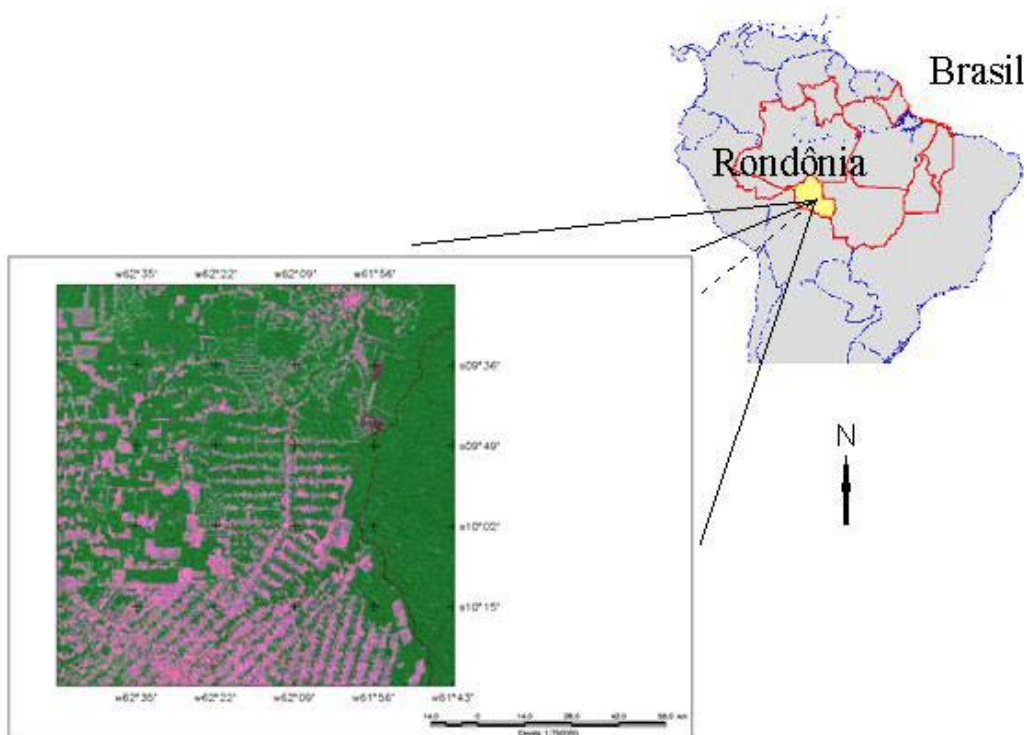 Brasil
Rondônia
w62°35' w62°22' w62°09' w61°56'
s09°36'
s09°49'
s10°02'
s10°15'
w62°35' w62°22' w62°09' w61°56' w61°43'
N
14.0 0 14.0 28.0 42.0 56.0 km